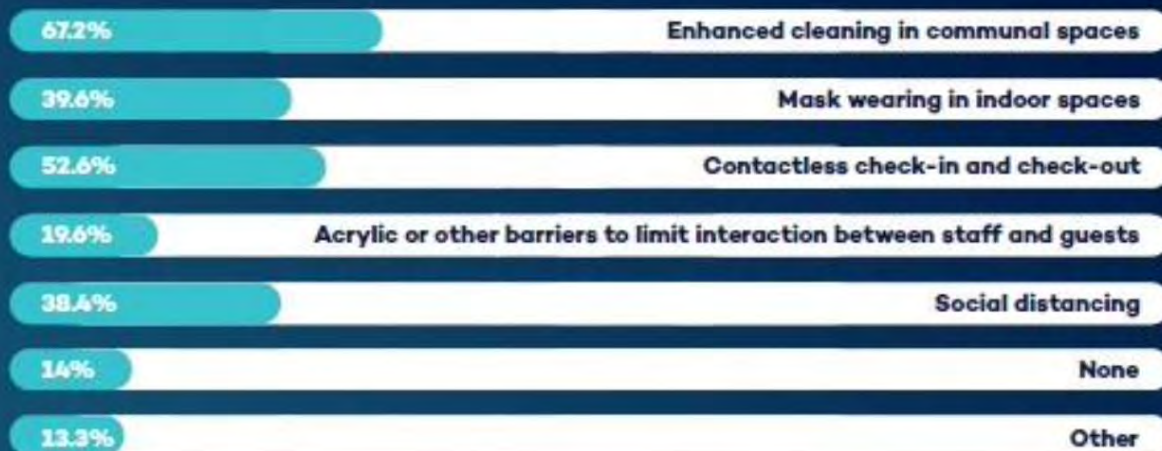 67.2% Enhanced cleaning in communal spaces
39.6% Mask wearing in indoor spaces
52.6% Contactless check-in and check-out
19.6% Acrylic or other barriers to limit interaction between staff and guests
38.4% Social distancing
14% None
13.3% Other